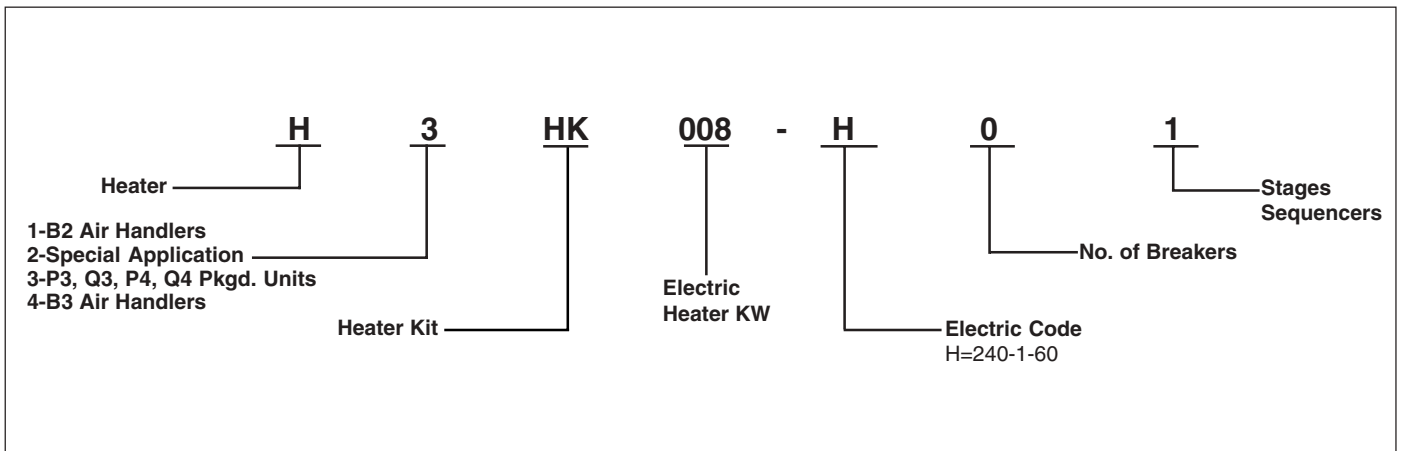 H 3 HK 008 - H 0 1
Heater
1-B2 Air Handlers
2-Special Application
3-P3, Q3, P4, Q4 Pkgd. Units
4-B3 Air Handlers
Heater Kit
Electric
Heater KW
Electric Code
H=240-1-60
No. of Breakers
Stages
Sequencers